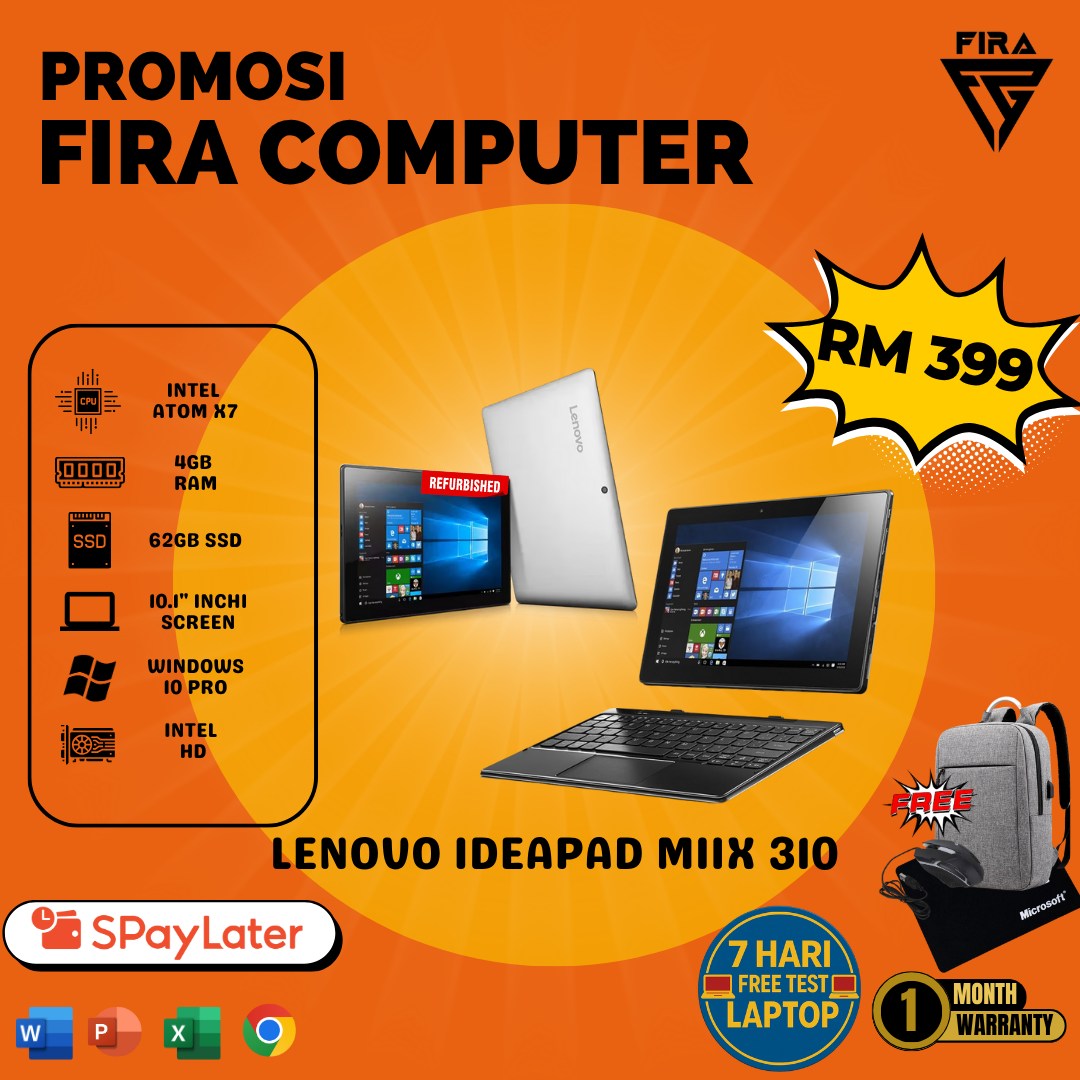 PROMOSI
FIRA COMPUTER
FIRA
RM 399
CPU
INTEL
ATOM X7
4GB
RAM
SSD
62GB SSD
10.1" INCHI
SCREEN
WINDOWS
10 PRO
INTEL
HD
REFURBISHED
Lenovo
LENOVO IDEAPAD MIIX 310
FREE
Microsoft
SPayLater
W
P
X
7 HARI
FREE TEST
LAPTOP
1
MONTH
WARRANTY